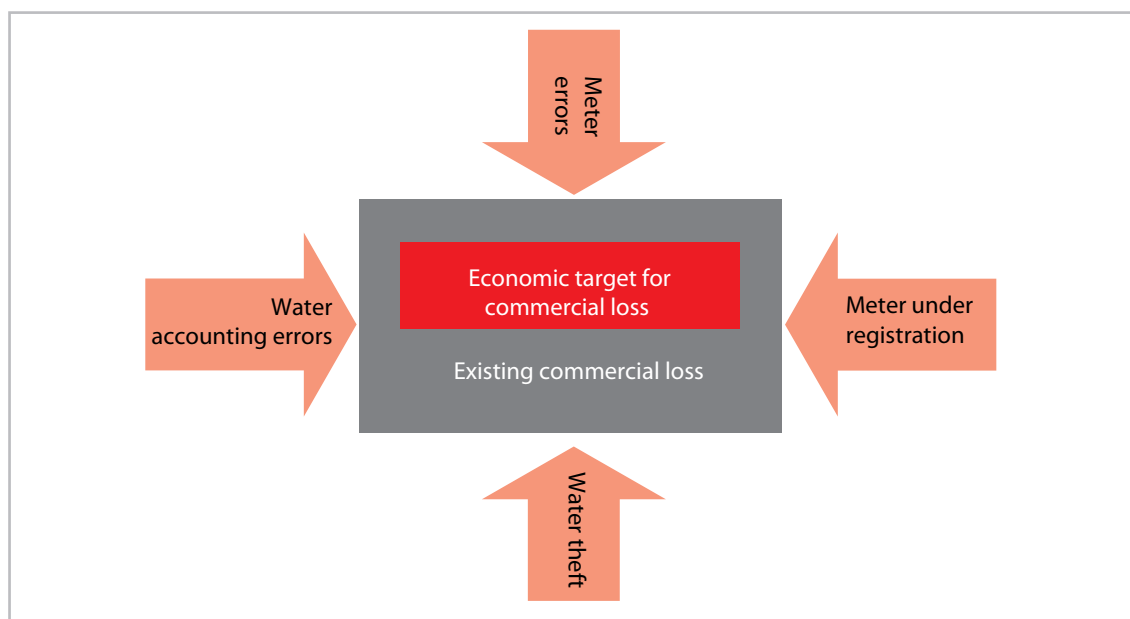 Meter
errors
Economic target for
commercial loss
Water
accounting errors
Meter under
registration
Existing commercial loss
Water theft